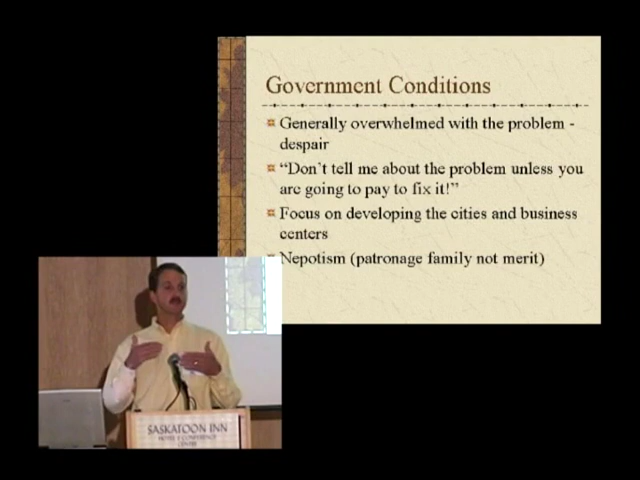 Government Conditions
Generally overwhelmed with the problem -
despair
“Don’t tell me about the problem unless you
are going to pay to fix it!”
Focus on developing the cities and business
centers
Nepotism (patronage family not merit)
SASKATOON INN
HOTEL & CONFERENCE
CENTRE